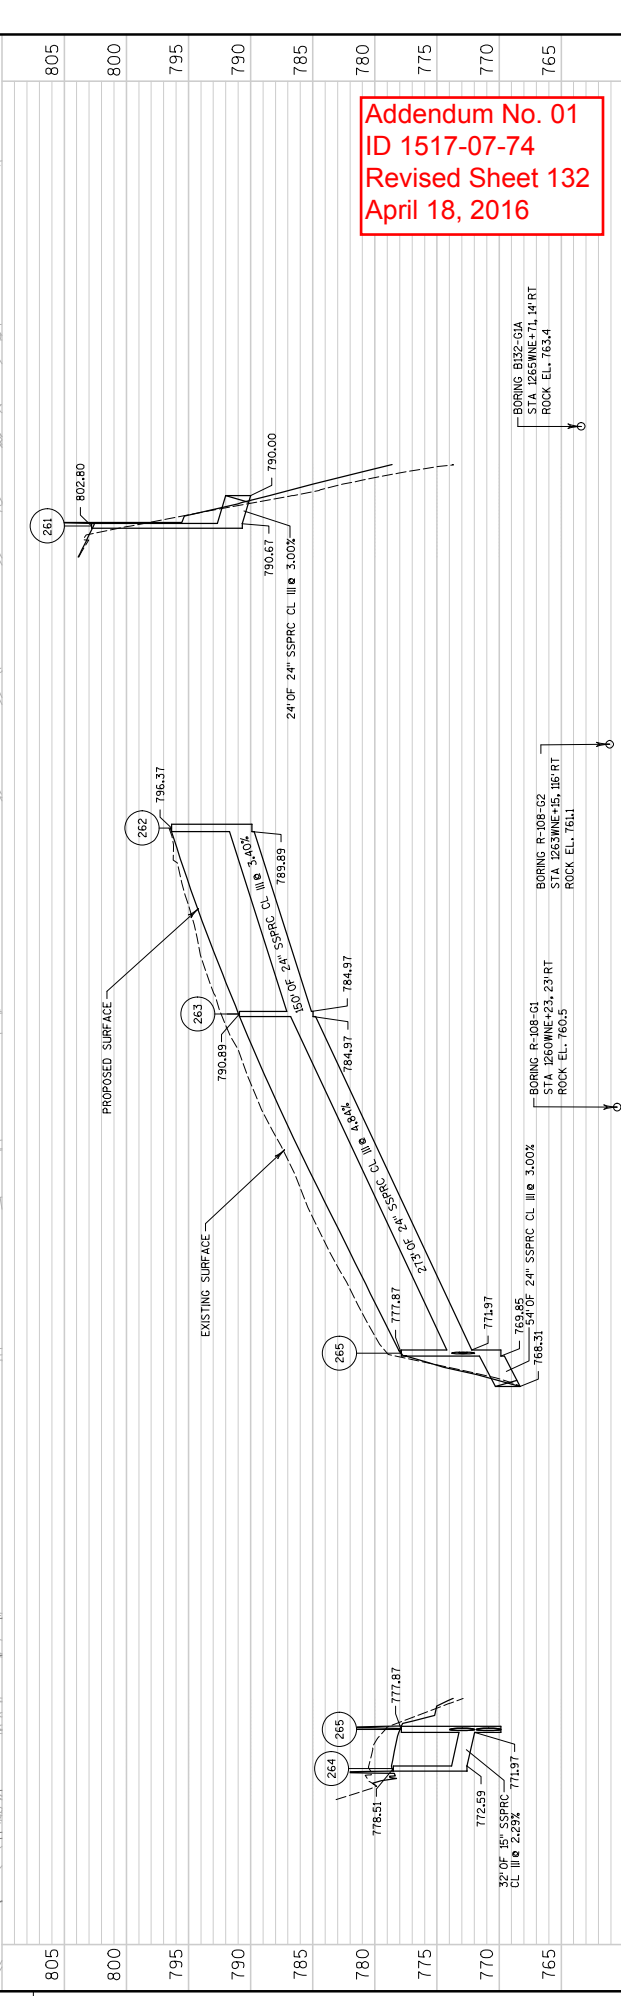 805
800
795
790
785
780
775
770
765
Addendum No. 01
ID 1517-07-74
Revised Sheet 132
April 18, 2016
BORING B132-G1A
STA 1265WNE+71, 14' RT
ROCK EL. 763.4
261
802.80
790.00
790.67
24' OF 24" SSPRC CL III @ 3.00%
BORING R-108-G2
STA 1263WNE+15, 116' RT
ROCK EL. 761.1
262
796.37
789.89
150' OF 24" SSPRC CL III @ 3.40%
PROPOSED SURFACE
263
790.89
784.97
784.97
BORING R-108-G1
STA 1260WNE+23, 23' RT
ROCK EL. 760.5
273' OF 24" SSPRC CL III @ 4.84%
EXISTING SURFACE
265
777.87
771.97
769.85
768.31
54' OF 24" SSPRC CL III @ 3.00%
265
777.87
264
778.51
772.59
771.97
32' OF 15" SSPRC
CL III @ 2.29%
805
800
795
790
785
780
775
770
765